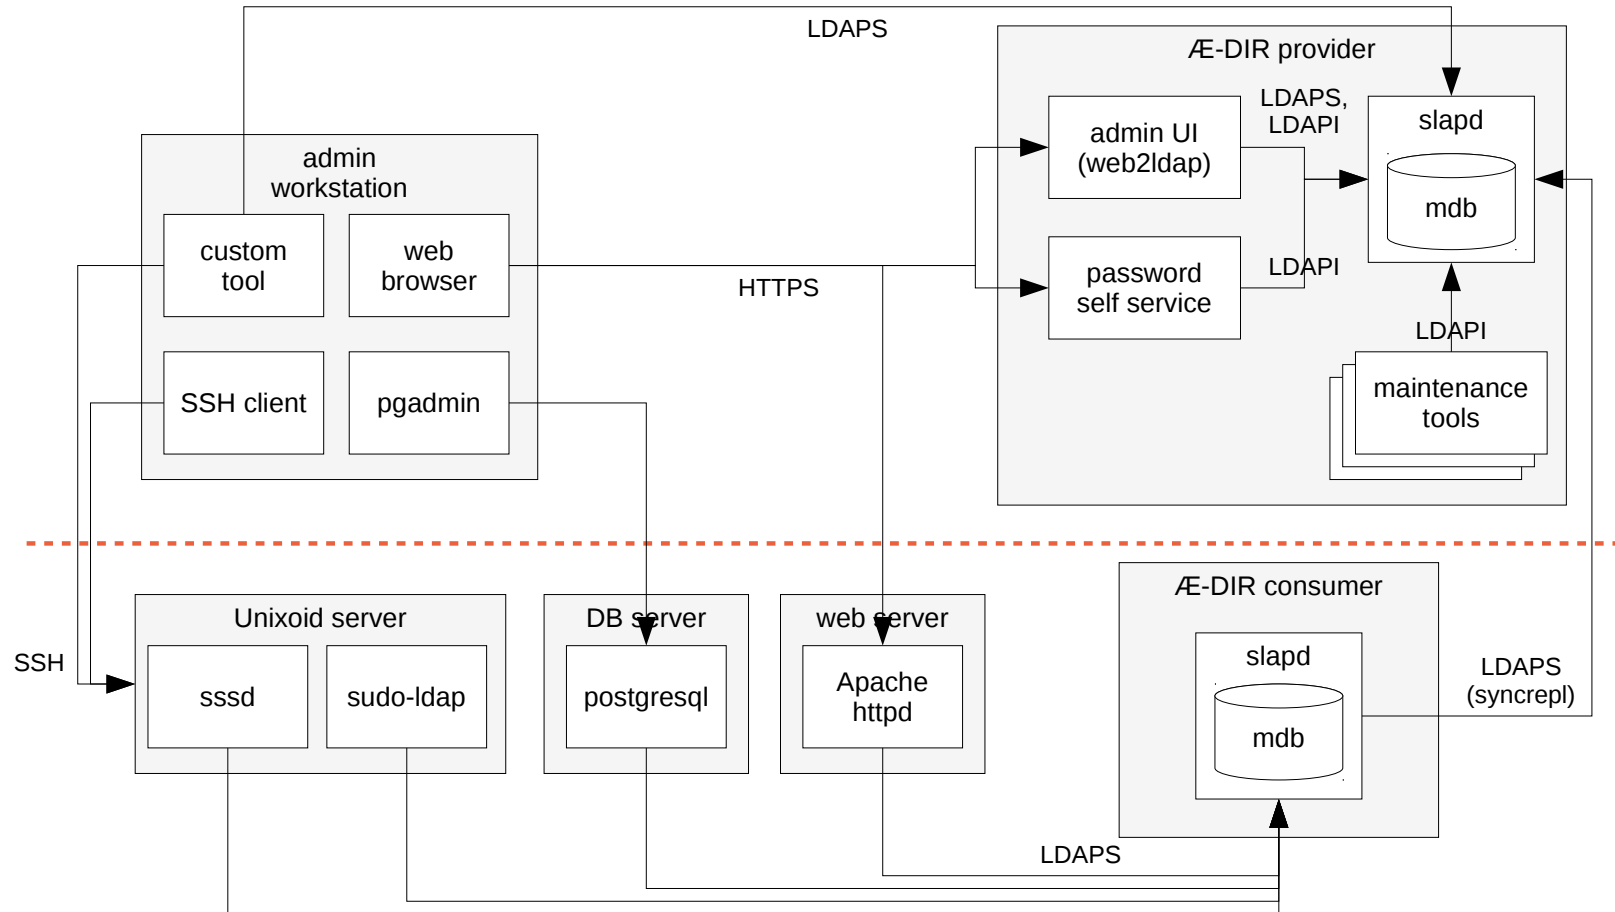 LDAPS
Æ-DIR provider
LDAPS,
LDAPI
slapd
mdb
admin UI
(web2ldap)
password
self service
LDAPI
LDAPI
maintenance
tools
admin
workstation
custom
tool
web
browser
HTTPS
SSH client
pgadmin
Unixoid server
DB server
web server
Æ-DIR consumer
SSH
sssd
sudo-ldap
postgresql
Apache
httpd
slapd
mdb
LDAPS
(syncrepl)
LDAPS